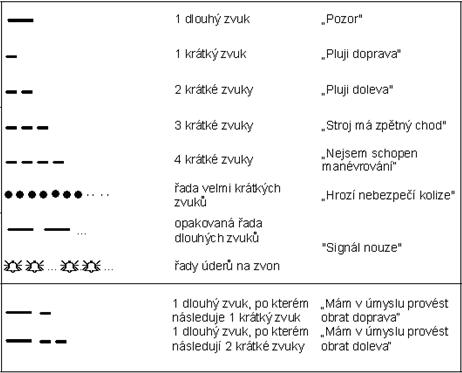 1 dlouhý zvuk „Pozor"
1 krátký zvuk „Pluji doprava"
2 krátké zvuky „Pluji doleva"
3 krátké zvuky „Stroj má zpětný chod"
4 krátké zvuky „Nejsem schopen
manévrování"
řada velmi krátkých
zvuků „Hrozí nebezpečí kolize"
opakovaná řada
dlouhých zvuků
"Signál nouze"
řady úderů na zvon
1 dlouhý zvuk, po kterém „Mám v úmyslu provést
následuje 1 krátký zvuk obrat doprava"
1 dlouhý zvuk, po kterém „Mám v úmyslu provést
následují 2 krátké zvuky obrat doleva"